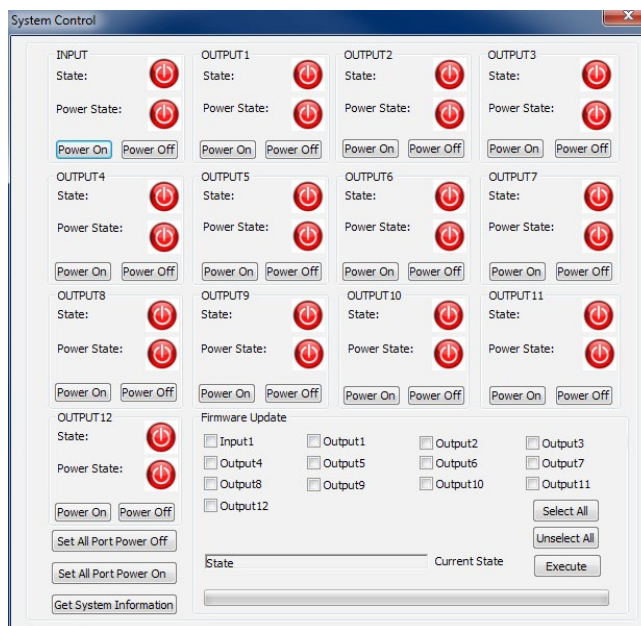 System Control
INPUT OUTPUT1 OUTPUT2 OUTPUT3
State: State: State: State:
Power State: Power State: Power State: Power State:
Power On Power Off Power On Power Off Power On Power Off Power On Power Off
OUTPUT4 OUTPUT5 OUTPUT6 OUTPUT7
State: State: State: State:
Power State: Power State: Power State: Power State:
Power On Power Off Power On Power Off Power On Power Off Power On Power Off
OUTPUT8 OUTPUT9 OUTPUT10 OUTPUT11
State: State: State: State:
Power State: Power State: Power State: Power State:
Power On Power Off Power On Power Off Power On Power Off Power On Power Off
OUTPUT12 Firmware Update
State: Input1 Output1 Output2 Output3
Power State: Output4 Output5 Output6 Output7
Output8 Output9 Output10 Output11
Power On Power Off Output12 Select All
Set All Port Power Off Unselect All
State Current State Execute
Set All Port Power On
Get System Information